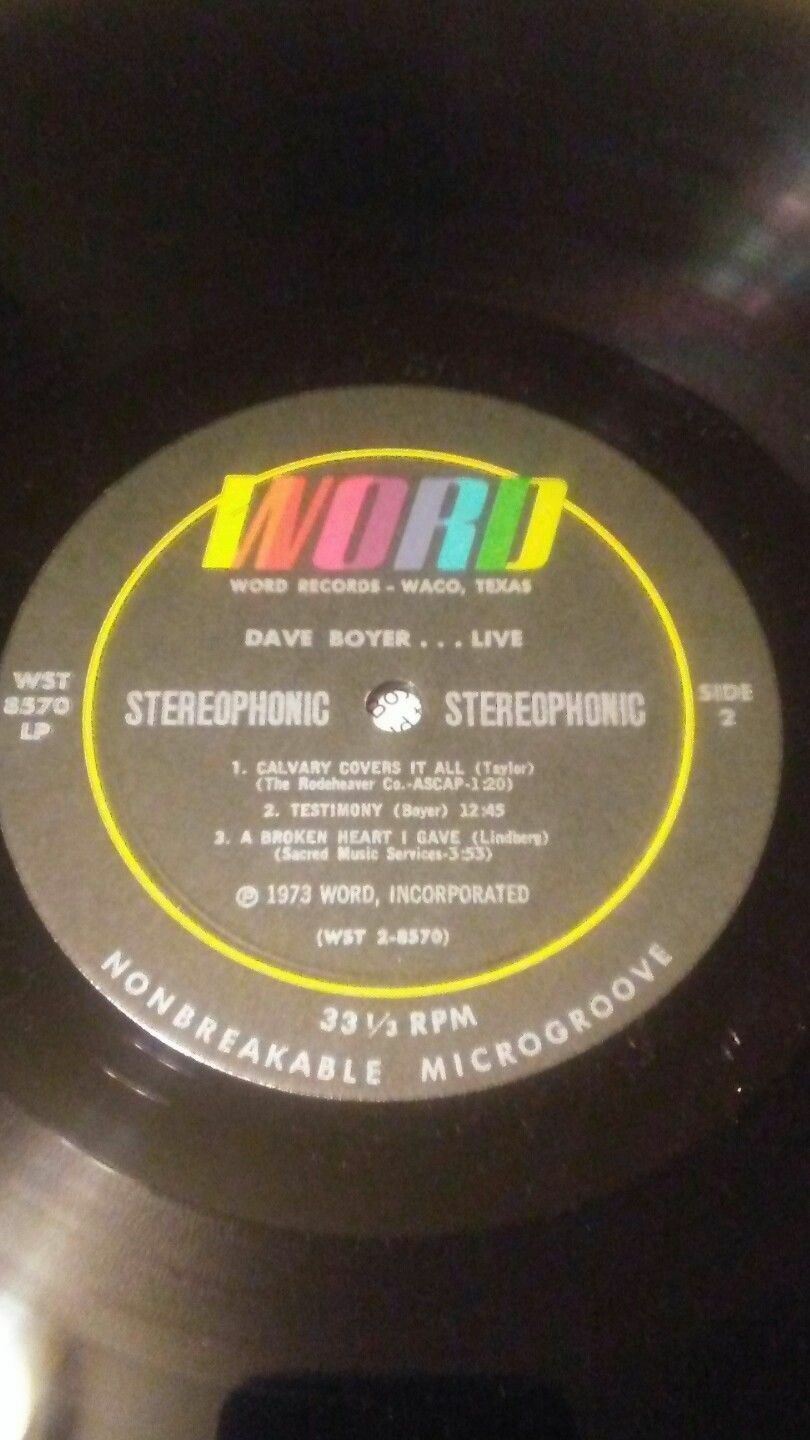 WORD
WORD RECORDS - WACO, TEXAS
DAVE BOYER...LIVE
WST
8570
LP
STEREOPHONIC STEREOPHONIC
SIDE
2
1. CALVARY COVERS IT ALL (Taylor)
(The Rodeheaver Co.-ASCAP-1:20)
2. TESTIMONY (Boyer) 12:45
3. A BROKEN HEART I GAVE (Lindberg)
(Sacred Music Services-3:53)
℗ 1973 WORD, INCORPORATED
(WST 2-8570)
33 1/3 RPM
NONBREAKABLE MICROGROOVE